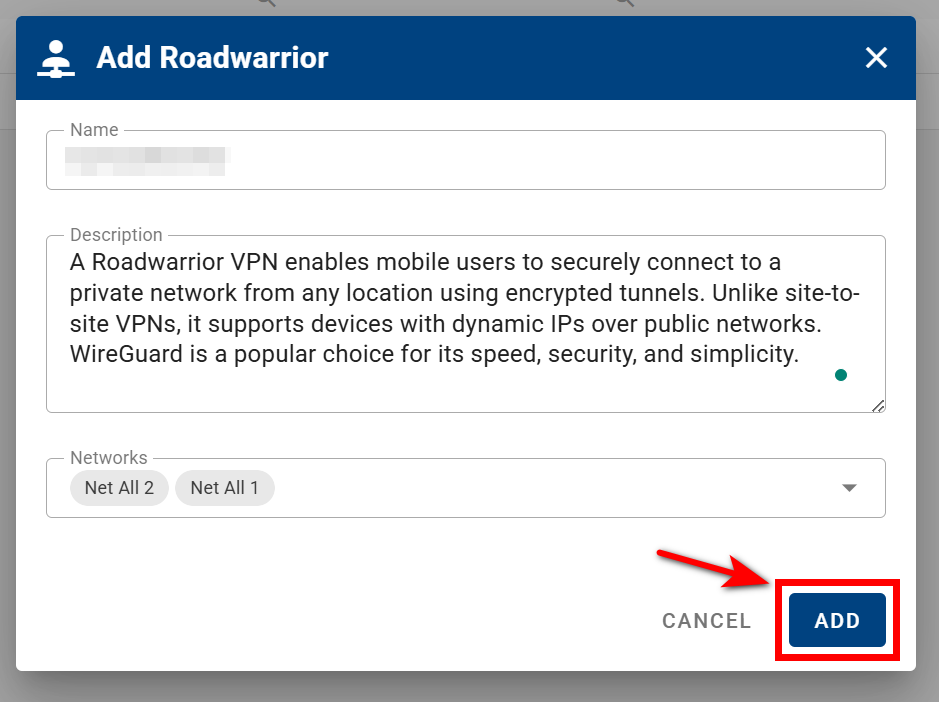 Add Roadwarrior
Name
Description
A Roadwarrior VPN enables mobile users to securely connect to a
private network from any location using encrypted tunnels. Unlike site-to-
site VPNs, it supports devices with dynamic IPs over public networks.
WireGuard is a popular choice for its speed, security, and simplicity.
Networks
Net All 2 Net All 1
CANCEL ADD